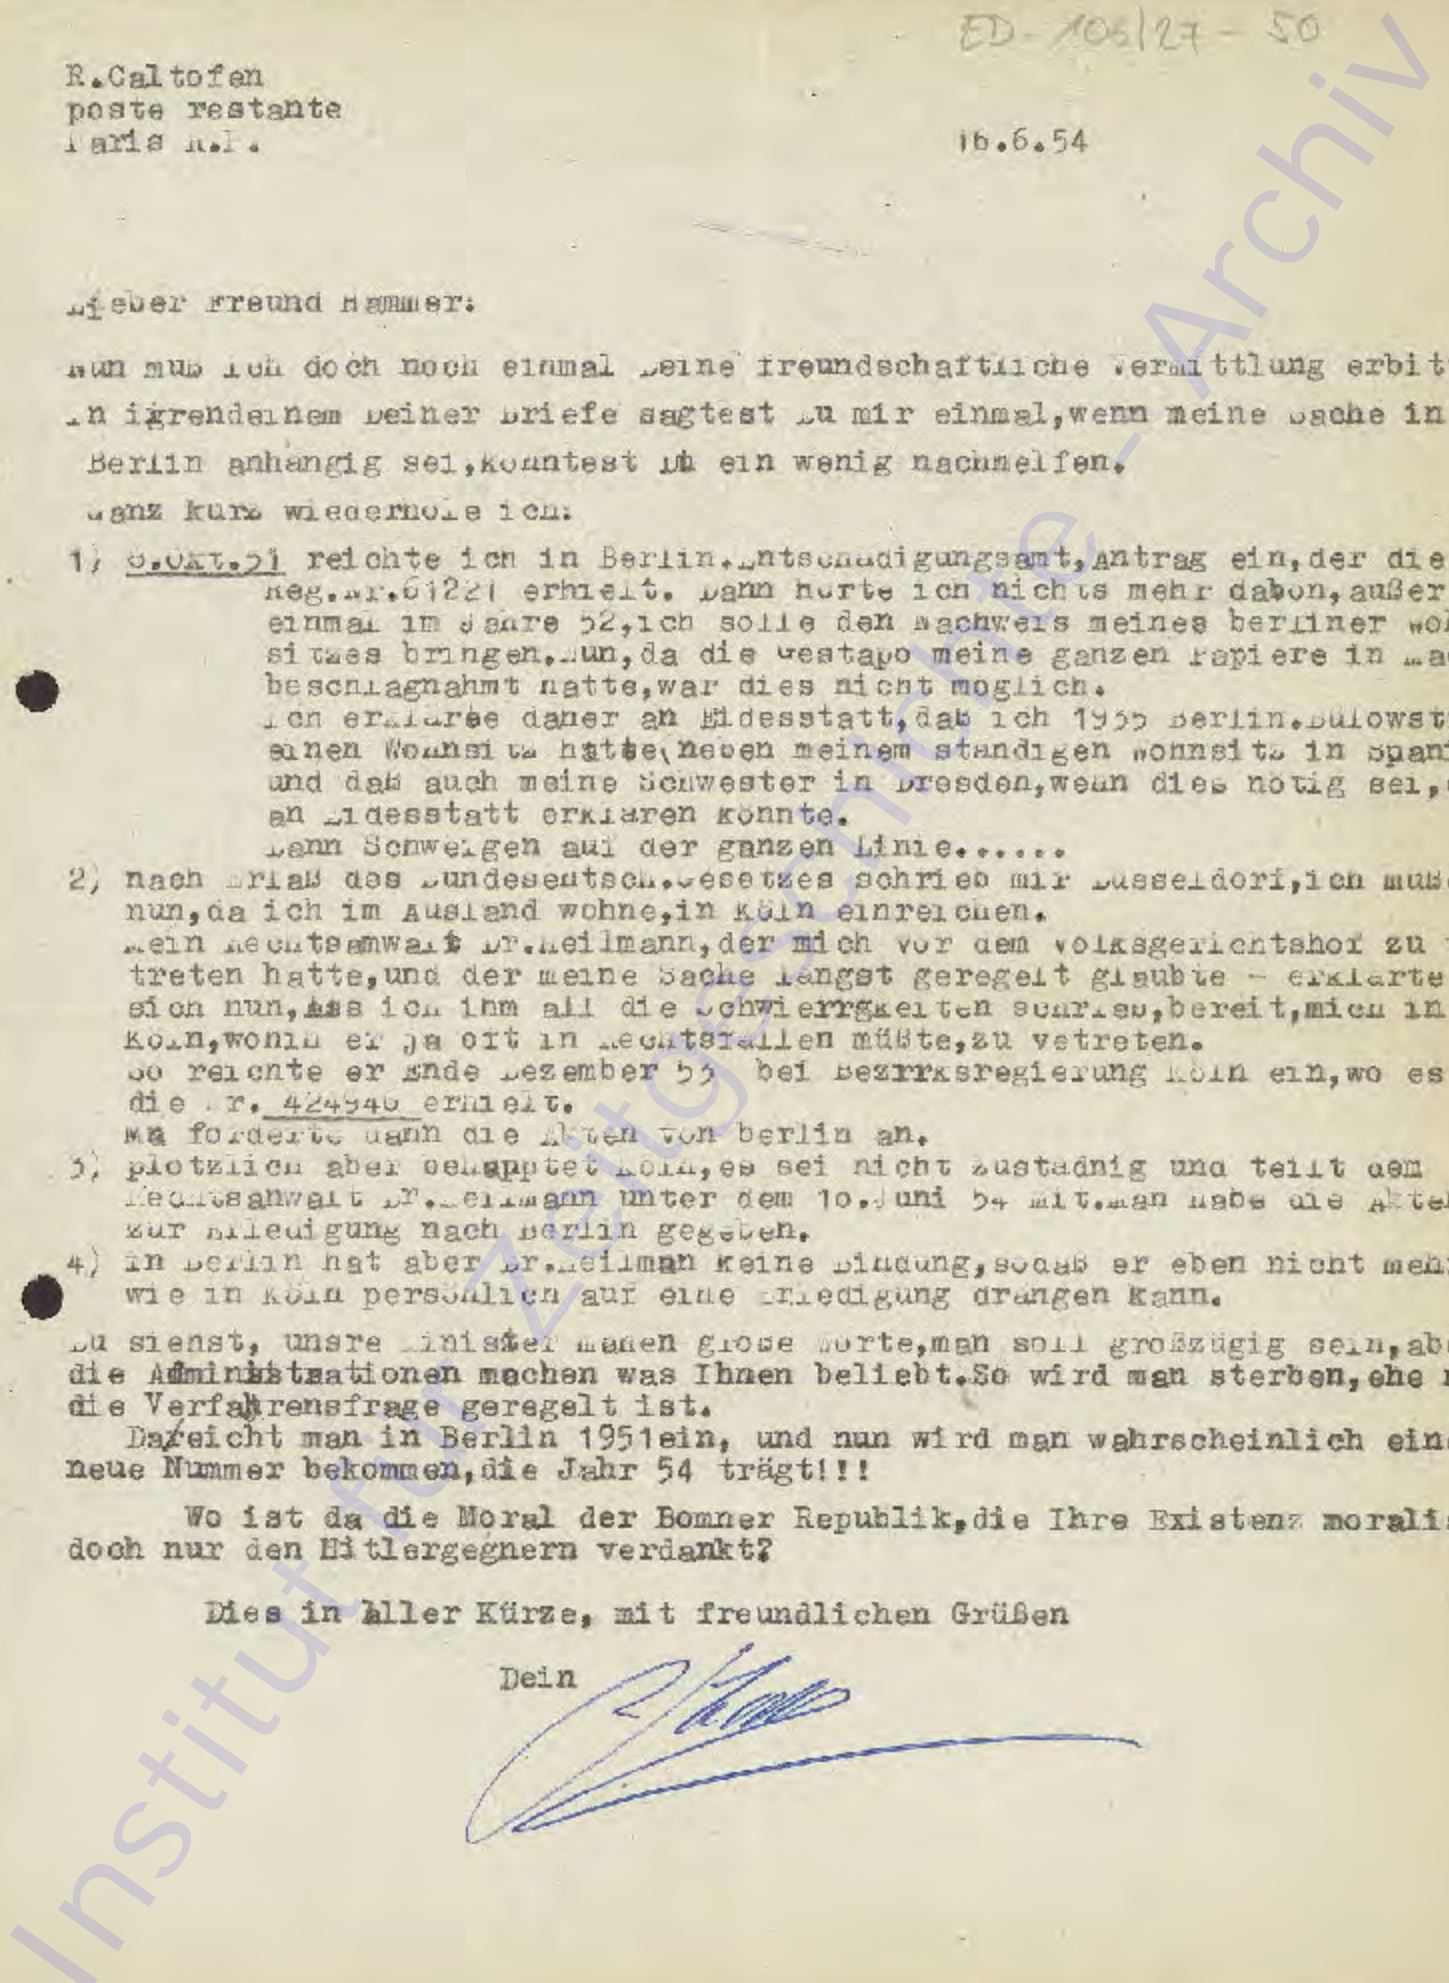 ED-106/27 - 50
R.Caltofen
poste restante
Paris R.P.
16.6.54
Lieber Freund Hammer:
Nun muß ich doch noch einmal Deine freundschaftliche Vermittlung erbit
In igrendeinem Deiner Briefe sagtest Du mir einmal,wenn meine Sache in
Berlin anhängig sei,könntest Du ein wenig nachhelfen.
Ganz kurz wiederhole ich:
1) 8.Okt.51 reichte ich in Berlin.Entschädigungsamt,Antrag ein,der die
Reg.Nr.61221 erhielt. Dann hörte ich nichts mehr dabon,außer
einmal im Jahre 52,ich solle den Nachweis meines berliner Woh
sitzes bringen.Nun,da die Gestapo meine ganzen Papiere in Ma
beschlagnahmt hatte,war dies nicht möglich.
Ich erklärte daher an Eidesstatt,daß ich 1935 Berlin.Bülowst
einen Wohnsitz hatte(neben meinem ständigen Wohnsitz in Span
und daß auch meine Schwester in Dresden,wenn dies nötig sei,
an Eidesstatt erklären könnte.
Dann Schweigen auf der ganzen Linie......
2) nach Erlaß des Bundesentsch.Gesetzes schrieb mir Düsseldorf,ich müß
nun,da ich im Ausland wohne,in Köln einreichen.
Mein Rechtsanwalt Dr.Heilmann,der mich vor dem Volksgerichtshof zu
treten hatte,und der meine Sache längst geregelt glaubte - erklärte
sich nun, ich ihm all die Schwierrgkeiten schrieb,bereit,mich in
Köln,wohin er ja oft in Rechtsfällen müßte,zu vetreten.
So reichte er Ende Dezember 53 bei Bezirksregierung Köln ein,wo es
die Nr. 424946 erhielt.
Ma forderte dann die Akten von berlin an.
3) plötzlich aber behapptet Köln,es sei nicht zustädnig und teilt dem
Rechtsanwalt Dr.Heilmann unter dem 10.Juni 54 mit.man habe die Akte
zur Erledigung nach Berlin gegeben.
4) in Berlin hat aber Dr.Heilman keine Bindung,sodaß er eben nicht meh
wie in Köln persönlich auf eine Erledigung drängen kann.
Du siehst, unsre Minister machen große Worte,man soll großzügig sein,ab
die Administrationen machen was Ihnen beliebt.So wird man sterben,ehe
die Verfahrensfrage geregelt ist.
Da reicht man in Berlin 1951ein, und nun wird man wahrscheinlich ein
neue Nummer bekommen,die Jahr 54 trägt!!!
Wo ist da die Moral der Bomner Republik,die Ihre Existenz morali
doch nur den Hitlergegnern verdankt?
Dies in aller Kürze, mit freundlichen Grüßen
Dein
Institut für Zeitgeschichte - Archiv